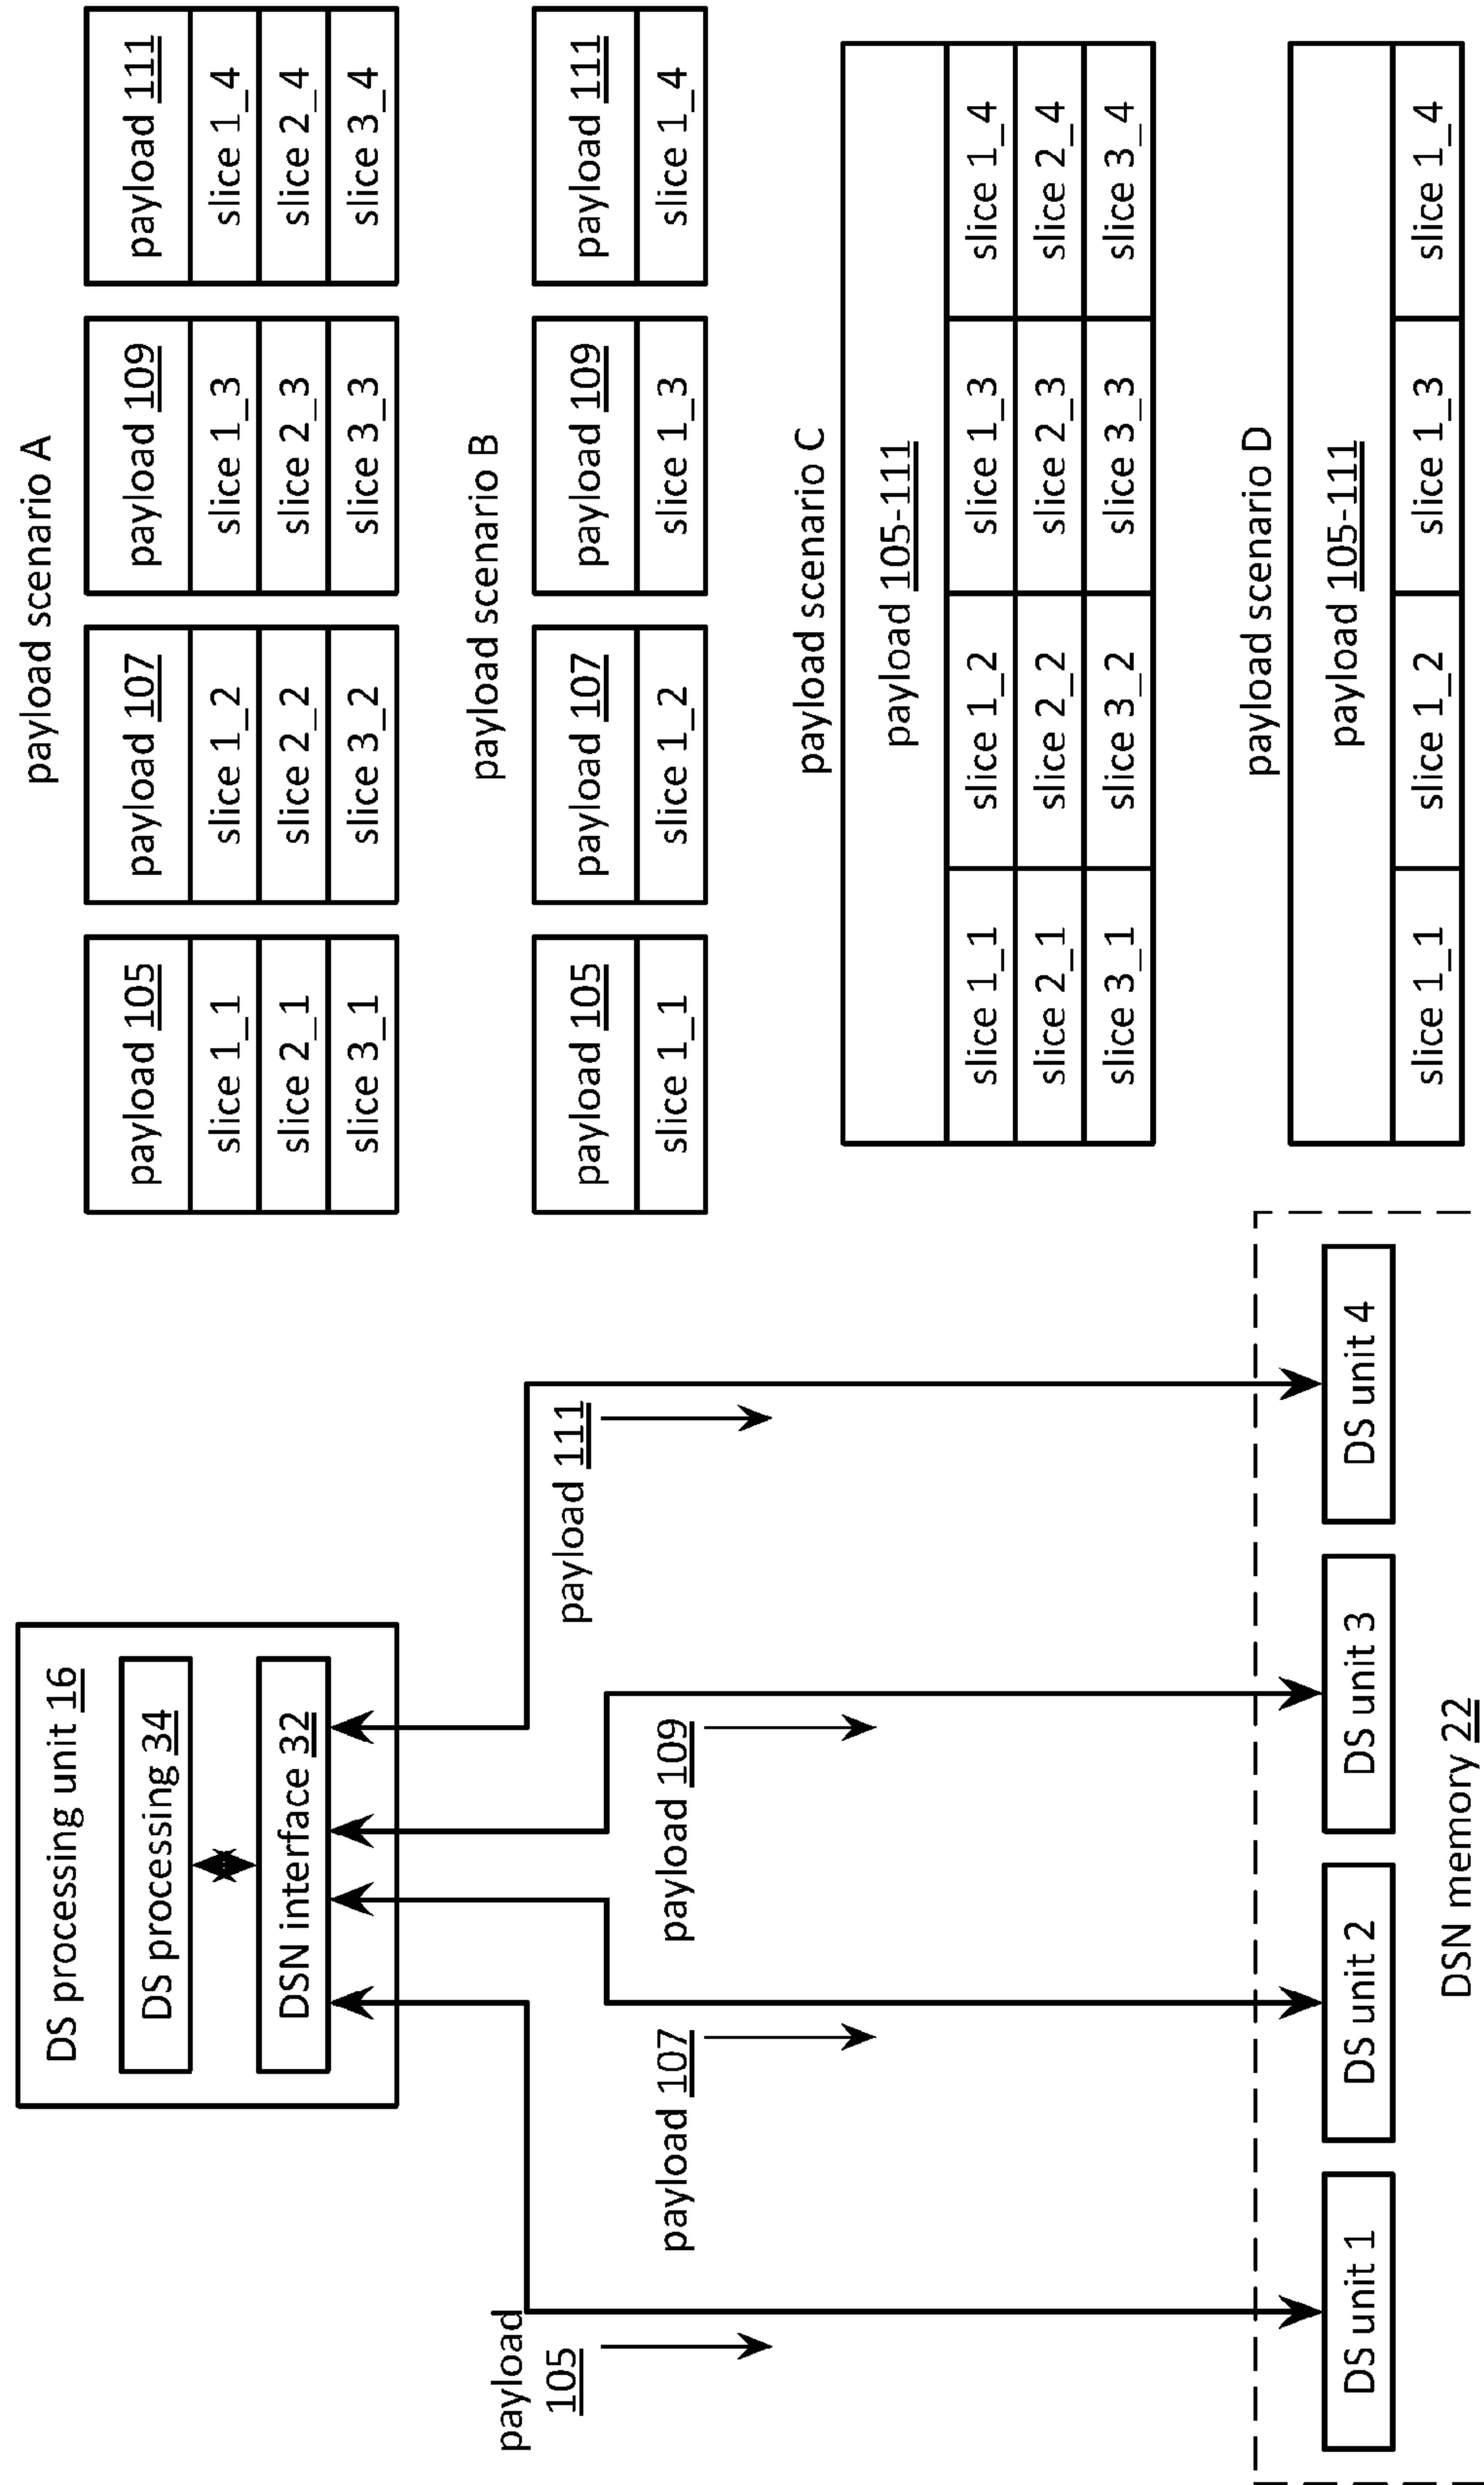 DS processing unit 16
DS processing 34
DSN interface 32
payload
105
payload 107
payload 109
payload 111
DS unit 1
DS unit 2
DS unit 3
DS unit 4
DSN memory 22
payload scenario A
payload 105
slice 1_1
slice 2_1
slice 3_1
payload 107
slice 1_2
slice 2_2
slice 3_2
payload 109
slice 1_3
slice 2_3
slice 3_3
payload 111
slice 1_4
slice 2_4
slice 3_4
payload scenario B
payload 105
slice 1_1
payload 107
slice 1_2
payload 109
slice 1_3
payload 111
slice 1_4
payload scenario C
payload 105-111
slice 1_1
slice 1_2
slice 1_3
slice 1_4
slice 2_1
slice 2_2
slice 2_3
slice 2_4
slice 3_1
slice 3_2
slice 3_3
slice 3_4
payload scenario D
payload 105-111
slice 1_1
slice 1_2
slice 1_3
slice 1_4